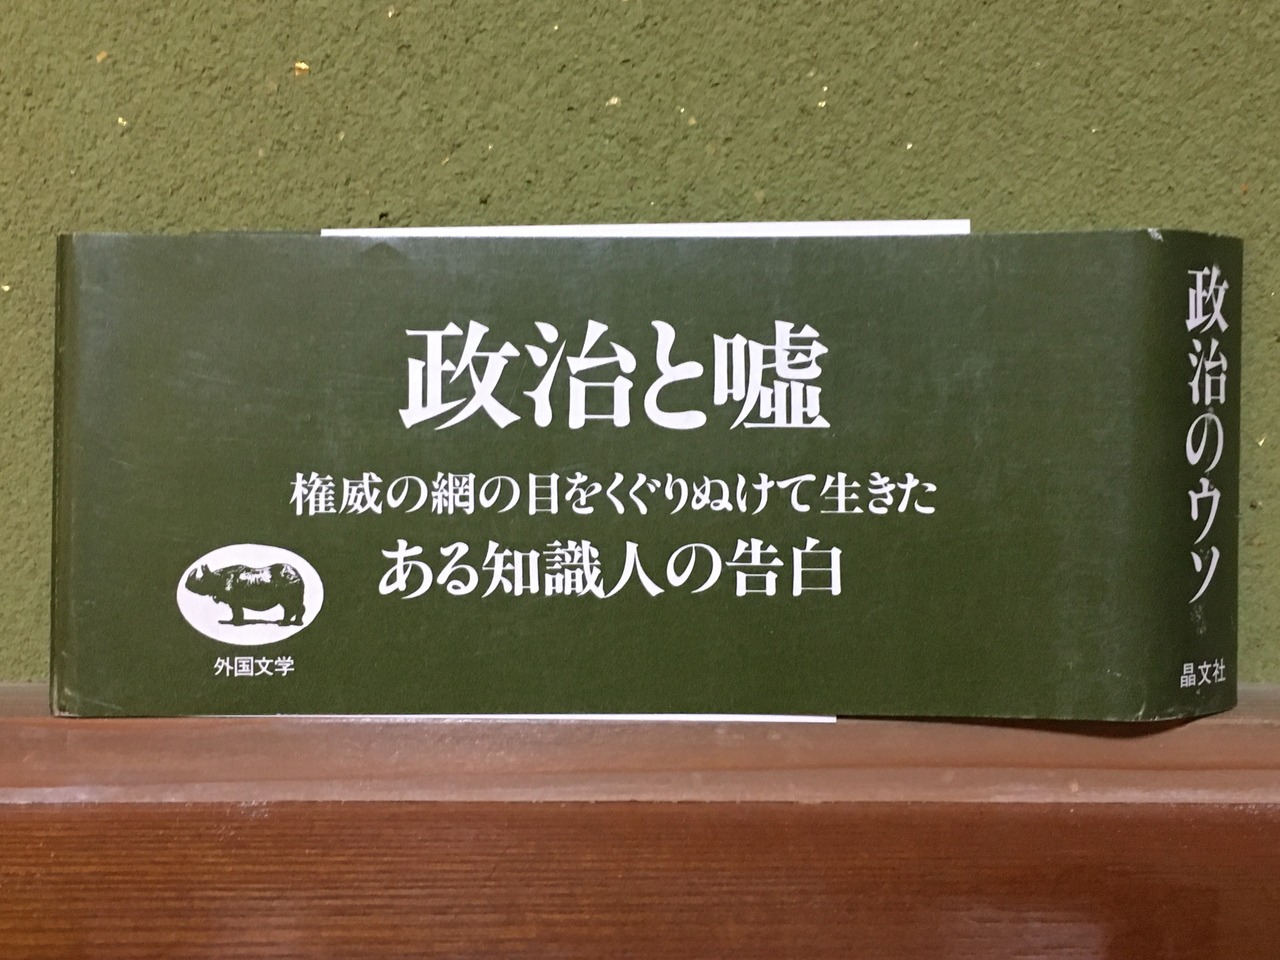 政治と嘘
権威の網の目をくぐりぬけて生きた
ある知識人の告白
外国文学
政治のウソ
晶文社